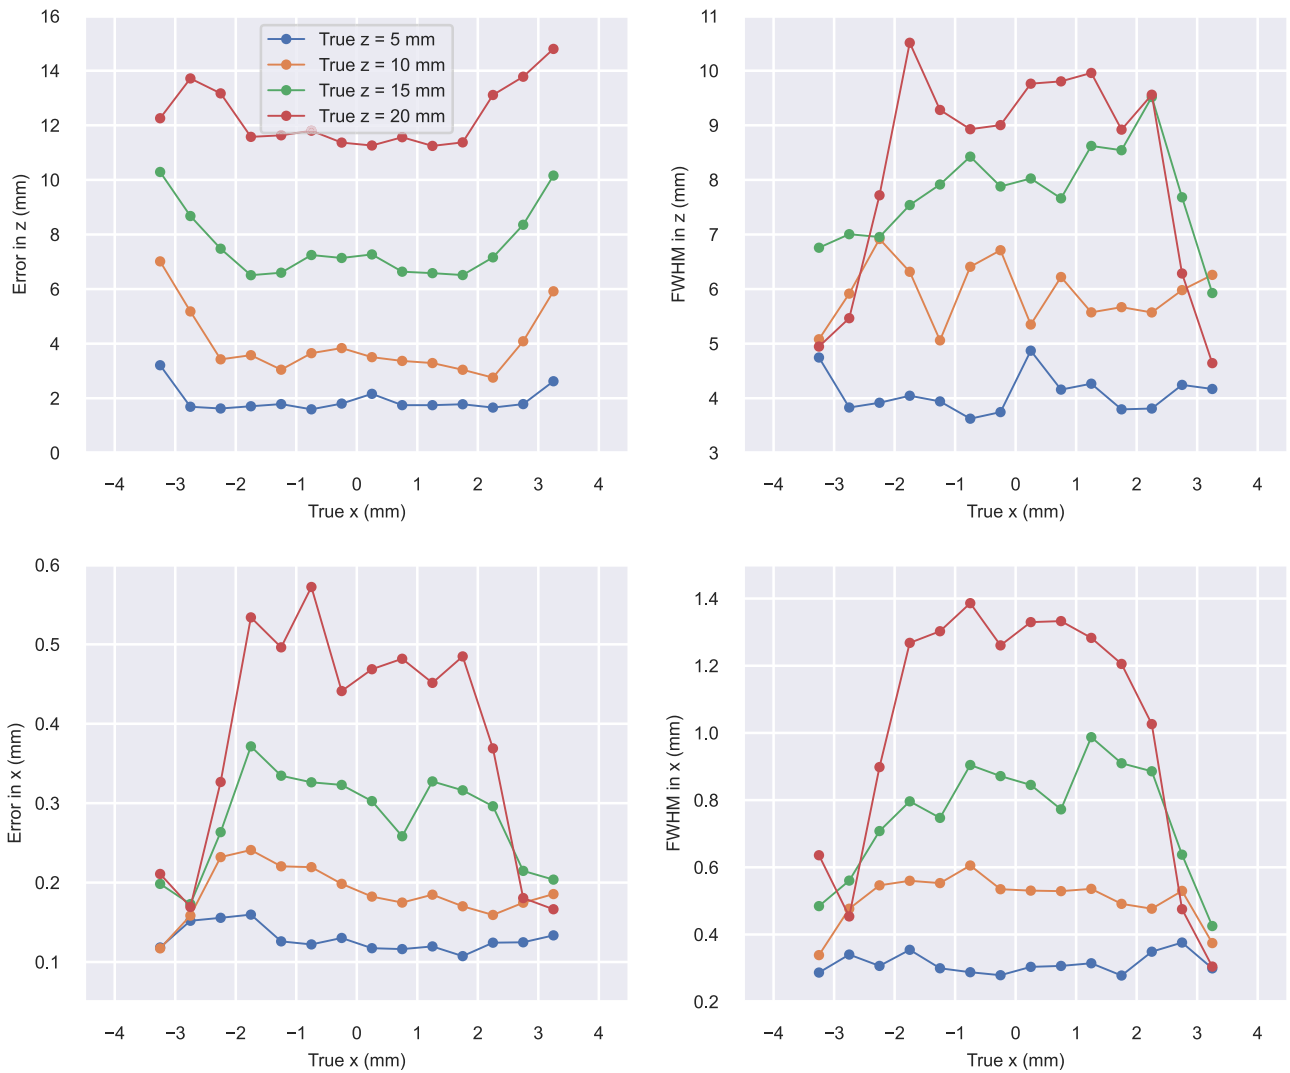 16
14
12
10
8
6
4
2
0
Error in z (mm)
True z = 5 mm
True z = 10 mm
True z = 15 mm
True z = 20 mm
−4 −3 −2 −1 0 1 2 3 4
True x (mm)
11
10
9
8
7
6
5
4
3
FWHM in z (mm)
−4 −3 −2 −1 0 1 2 3 4
True x (mm)
0.6
0.5
0.4
0.3
0.2
0.1
Error in x (mm)
−4 −3 −2 −1 0 1 2 3 4
True x (mm)
1.4
1.2
1.0
0.8
0.6
0.4
0.2
FWHM in x (mm)
−4 −3 −2 −1 0 1 2 3 4
True x (mm)